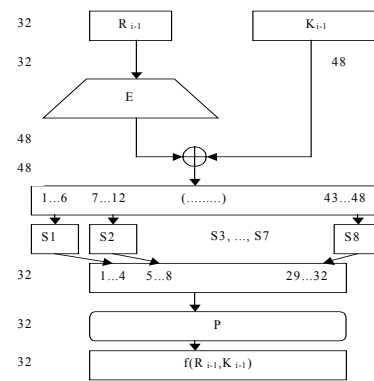 32 R i-1 K i-1
32 48
E
48
48
1...6 7...12 (.........) 43...48
S1 S2 S3, ..., S7 S8
32 1...4 5...8 29...32
32 P
32 f(R i-1,K i-1)